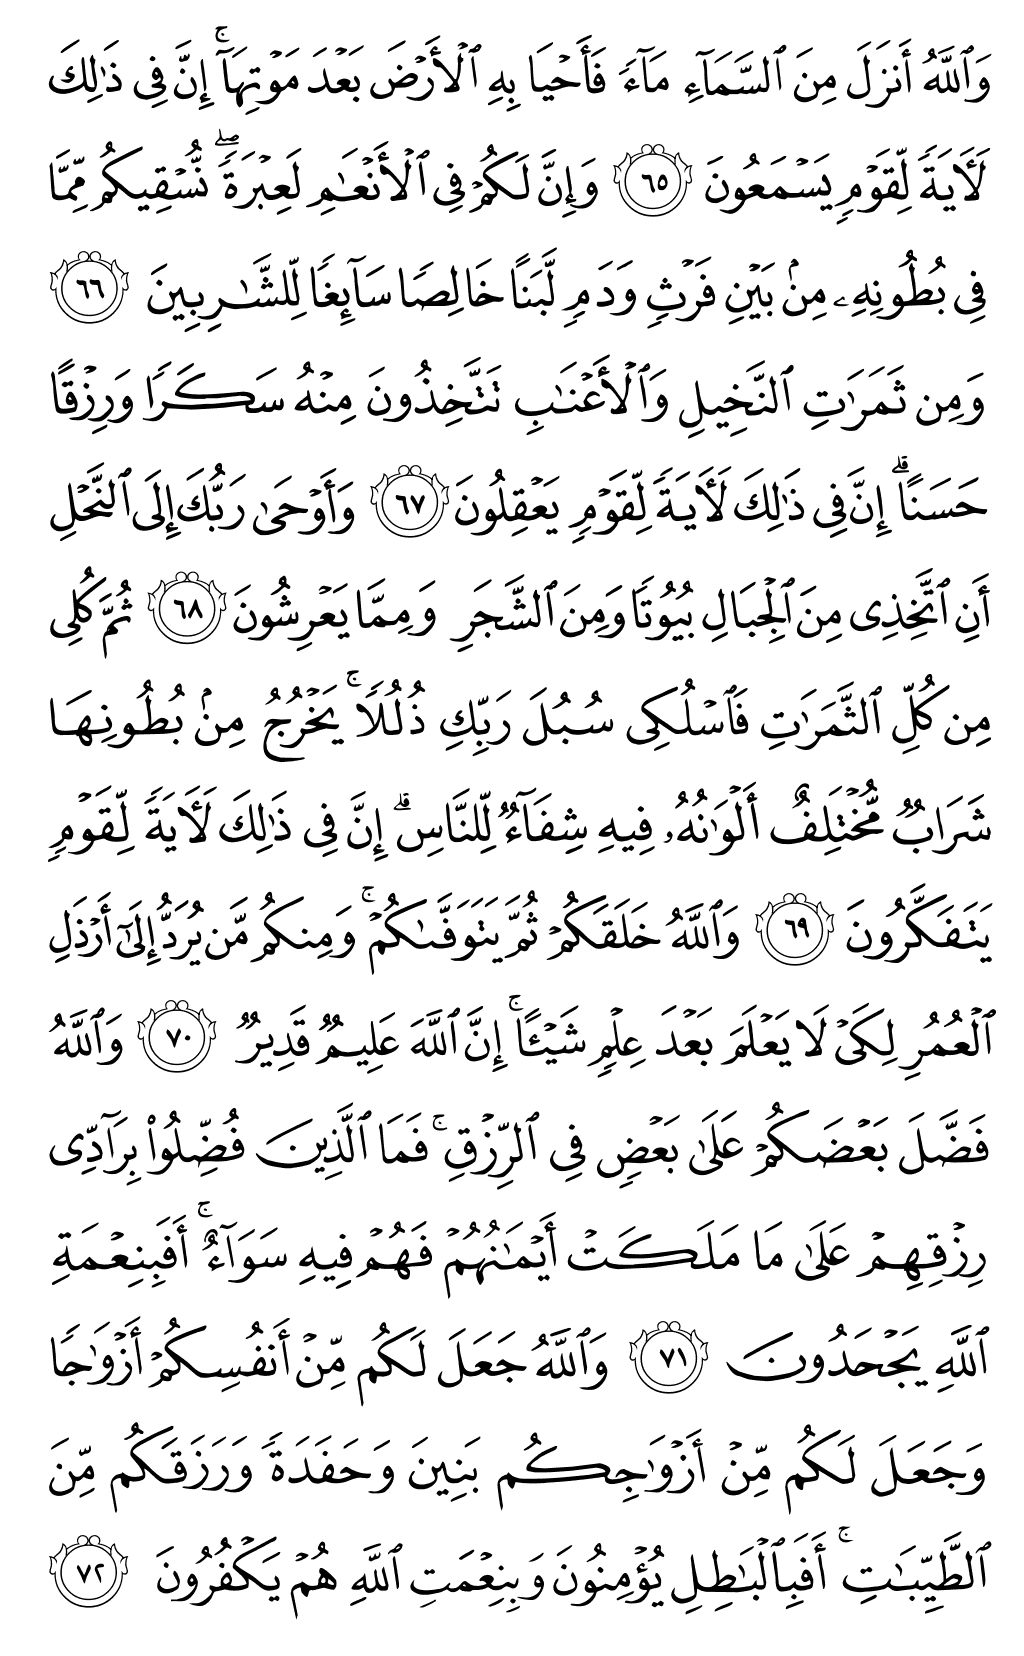 وَٱللَّهُ أَنزَلَ مِنَ ٱلسَّمَآءِ مَآءً فَأَحْيَا بِهِ ٱلْأَرْضَ بَعْدَ مَوْتِهَآ ۚ إِنَّ فِى ذَٰلِكَ
لَـَٔايَةً لِّقَوْمٍ يَسْمَعُونَ ٦٥ وَإِنَّ لَكُمْ فِى ٱلْأَنْعَـٰمِ لَعِبْرَةً ۖ نُّسْقِيكُم مِّمَّا
فِى بُطُونِهِۦ مِنۢ بَيْنِ فَرْثٍ وَدَمٍ لَّبَنًا خَالِصًا سَآئِغًا لِّلشَّـٰرِبِينَ ٦٦
وَمِن ثَمَرَٰتِ ٱلنَّخِيلِ وَٱلْأَعْنَـٰبِ تَتَّخِذُونَ مِنْهُ سَكَرًا وَرِزْقًا
حَسَنًا ۗ إِنَّ فِى ذَٰلِكَ لَـَٔايَةً لِّقَوْمٍ يَعْقِلُونَ ٦٧ وَأَوْحَىٰ رَبُّكَ إِلَى ٱلنَّحْلِ
أَنِ ٱتَّخِذِى مِنَ ٱلْجِبَالِ بُيُوتًا وَمِنَ ٱلشَّجَرِ وَمِمَّا يَعْرِشُونَ ٦٨ ثُمَّ كُلِى
مِن كُلِّ ٱلثَّمَرَٰتِ فَٱسْلُكِى سُبُلَ رَبِّكِ ذُلُلًا ۚ يَخْرُجُ مِنۢ بُطُونِهَا
شَرَابٌ مُّخْتَلِفٌ أَلْوَٰنُهُۥ فِيهِ شِفَآءٌ لِّلنَّاسِ ۗ إِنَّ فِى ذَٰلِكَ لَـَٔايَةً لِّقَوْمٍ
يَتَفَكَّرُونَ ٦٩ وَٱللَّهُ خَلَقَكُمْ ثُمَّ يَتَوَفَّىٰكُمْ ۚ وَمِنكُم مَّن يُرَدُّ إِلَىٰٓ أَرْذَلِ
ٱلْعُمُرِ لِكَىْ لَا يَعْلَمَ بَعْدَ عِلْمٍ شَيْـًٔا ۚ إِنَّ ٱللَّهَ عَلِيمٌ قَدِيرٌ ٧٠ وَٱللَّهُ
فَضَّلَ بَعْضَكُمْ عَلَىٰ بَعْضٍ فِى ٱلرِّزْقِ ۚ فَمَا ٱلَّذِينَ فُضِّلُوا۟ بِرَآدِّى
رِزْقِهِمْ عَلَىٰ مَا مَلَكَتْ أَيْمَـٰنُهُمْ فَهُمْ فِيهِ سَوَآءٌ ۚ أَفَبِنِعْمَةِ
ٱللَّهِ يَجْحَدُونَ ٧١ وَٱللَّهُ جَعَلَ لَكُم مِّنْ أَنفُسِكُمْ أَزْوَٰجًا
وَجَعَلَ لَكُم مِّنْ أَزْوَٰجِكُم بَنِينَ وَحَفَدَةً وَرَزَقَكُم مِّنَ
ٱلطَّيِّبَـٰتِ ۚ أَفَبِٱلْبَـٰطِلِ يُؤْمِنُونَ وَبِنِعْمَتِ ٱللَّهِ هُمْ يَكْفُرُونَ ٧٢